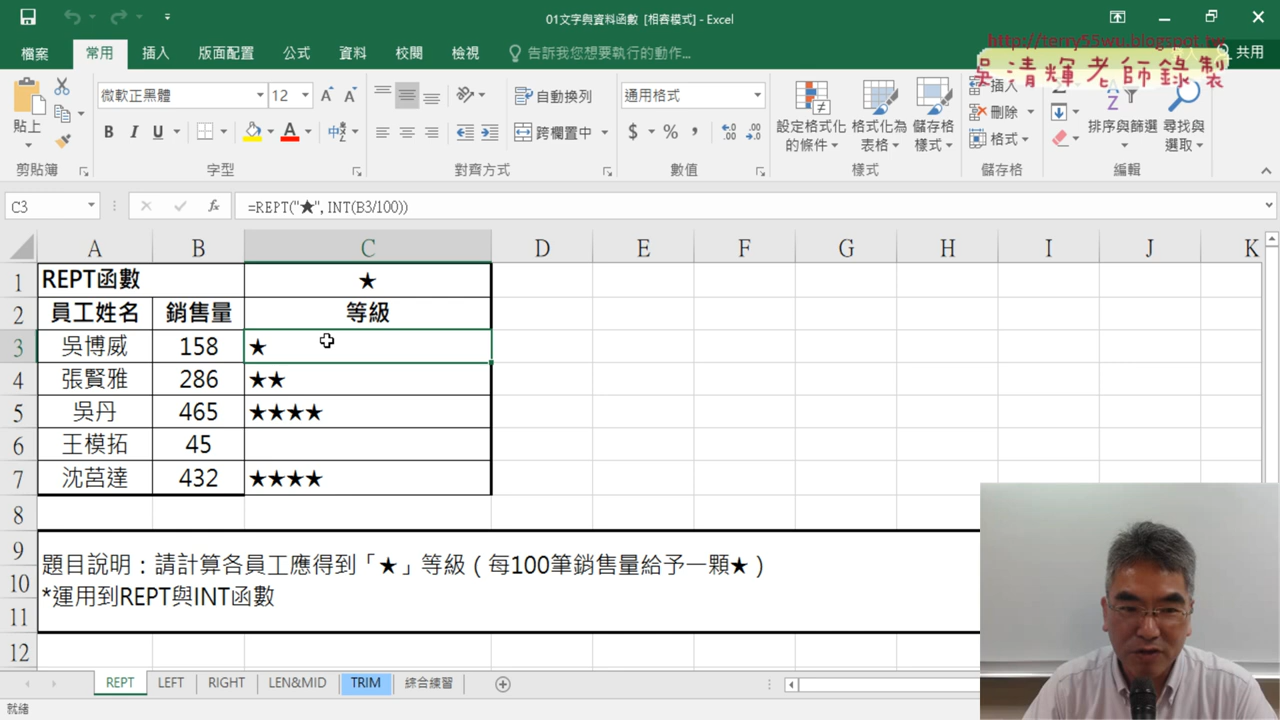 01文字與資料函數 [相容模式] - Excel
http://terry55wu.blogspot.tw
吳清輝老師錄製
檔案 常用 插入 版面配置 公式 資料 校閱 檢視 告訴我您想要執行的動作... 共用
貼上 微軟正黑體 12 自動換列 通用格式 設定格式化的條件 格式化為表格 儲存格樣式 插入 刪除 格式 排序與篩選 尋找與選取
B I U 中 跨欄置中 $ %
剪貼簿 字型 對齊方式 數值 樣式 儲存格 編輯
C3 fx =REPT("★", INT(B3/100))
A B C D E F G H I J K
1 REPT函數 ★
2 員工姓名 銷售量 等級
3 吳博威 158 ★
4 張賢雅 286 ★★
5 吳丹 465 ★★★★
6 王模拓 45
7 沈莒達 432 ★★★★
8
9
題目說明：請計算各員工應得到「★」等級（每100筆銷售量給予一顆★）
10
*運用到REPT與INT函數
11
12
REPT LEFT RIGHT LEN&MID TRIM 綜合練習
就緒